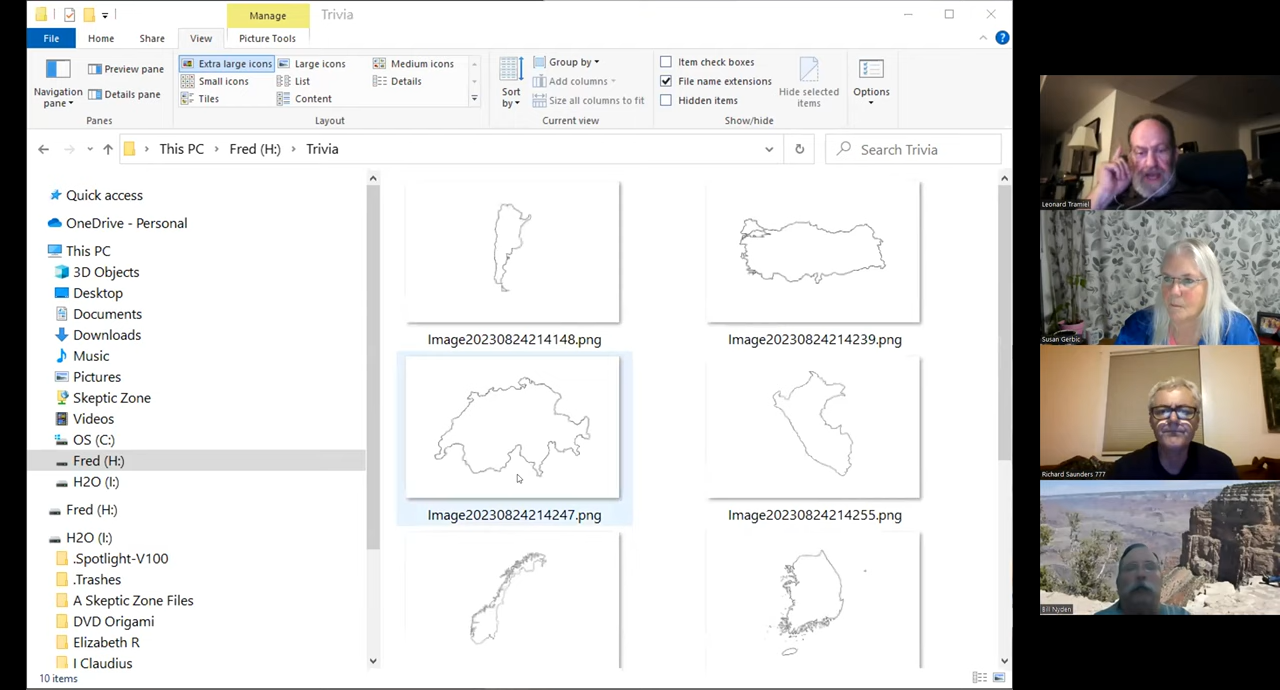 Manage
Trivia
File
Home
Share
View
Picture Tools
Navigation pane
Preview pane
Details pane
Panes
Extra large icons
Large icons
Medium icons
Small icons
List
Details
Tiles
Content
Layout
Sort by
Group by
Add columns
Size all columns to fit
Current view
Item check boxes
File name extensions
Hidden items
Hide selected items
Show/hide
Options
This PC > Fred (H:) > Trivia
Search Trivia
Quick access
OneDrive - Personal
This PC
3D Objects
Desktop
Documents
Downloads
Music
Pictures
Skeptic Zone
Videos
OS (C:)
Fred (H:)
H2O (I:)
Fred (H:)
H2O (I:)
.Spotlight-V100
.Trashes
A Skeptic Zone Files
DVD Origami
Elizabeth R
I Claudius
Image20230824214148.png
Image20230824214239.png
Image20230824214247.png
Image20230824214255.png
10 items
Leonard Tramiel
Susan Gerbic
Richard Saunders 777
Bill Nyden